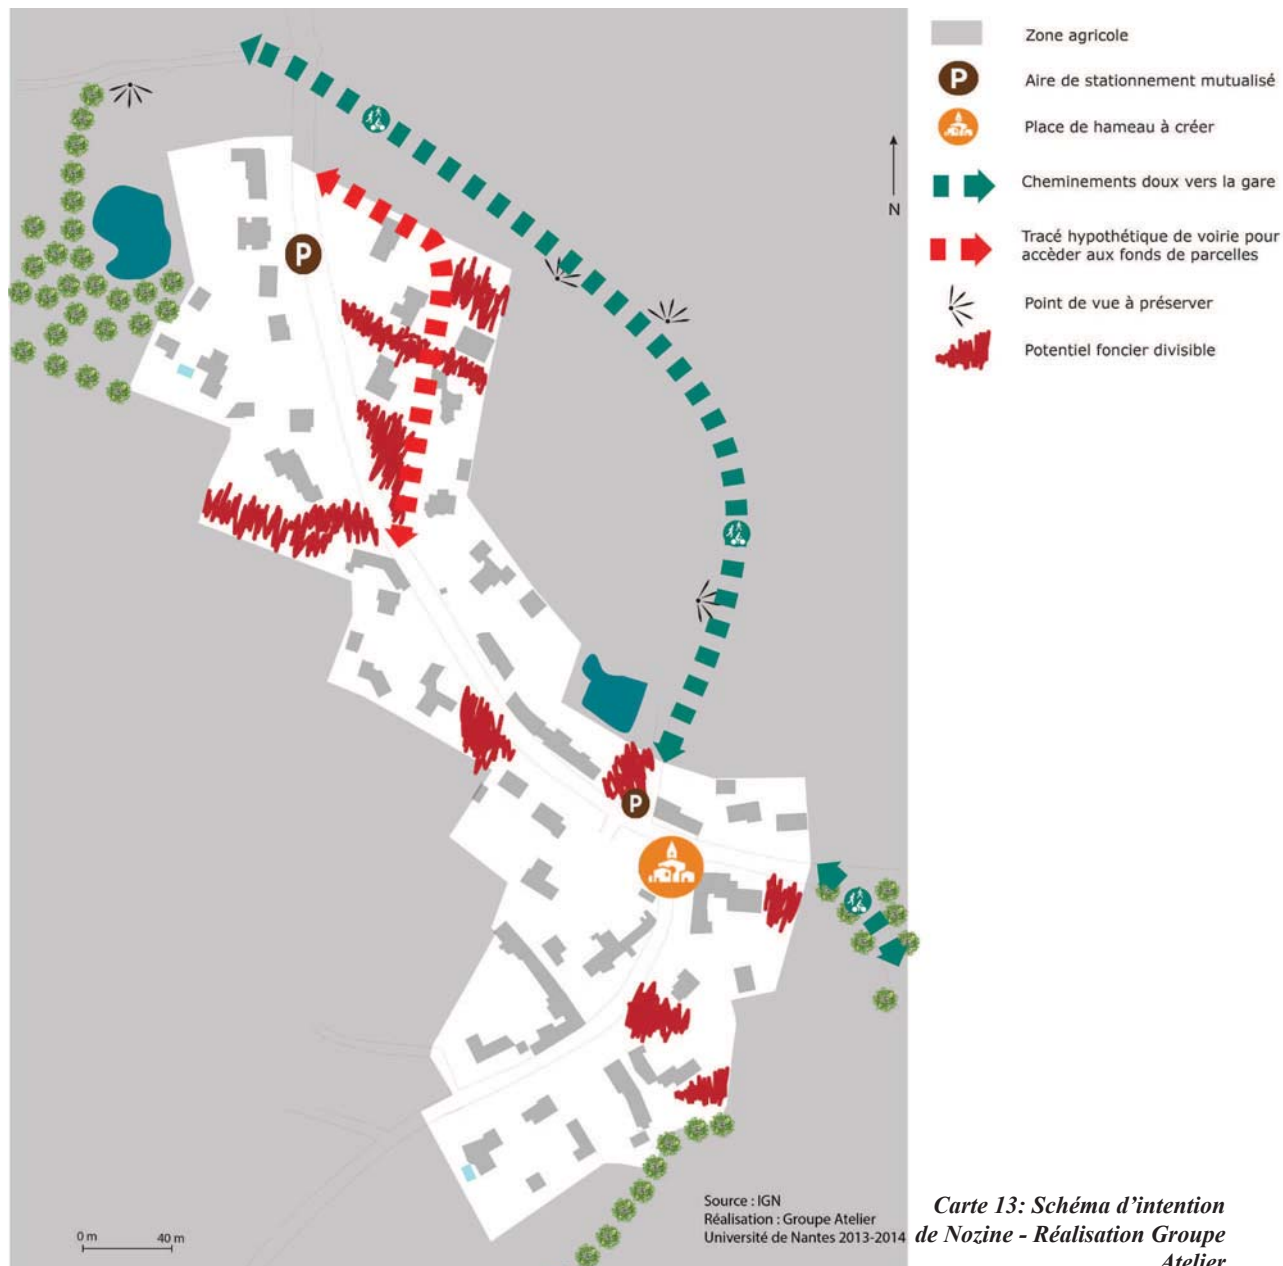 Zone agricole
P
Aire de stationnement mutualisé
Place de hameau à créer
Cheminements doux vers la gare
Tracé hypothétique de voirie pour
accèder aux fonds de parcelles
Point de vue à préserver
Potentiel foncier divisible
N
P
P
0 m 40 m
Source : IGN
Réalisation : Groupe Atelier
Université de Nantes 2013-2014
Carte 13: Schéma d'intention
de Nozine - Réalisation Groupe
Atelier